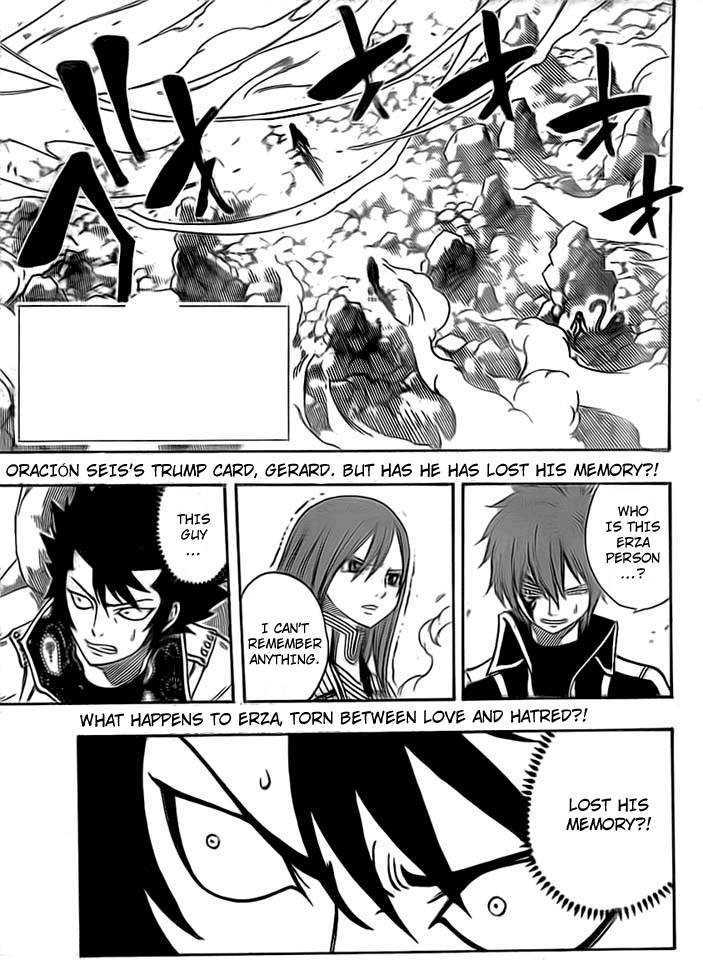 ORACIÓN SEIS'S TRUMP CARD, GERARD. BUT HAS HE HAS LOST HIS MEMORY?!
WHO
IS THIS
ERZA
PERSON
...?
I CAN'T
REMEMBER
ANYTHING.
THIS
GUY
...
WHAT HAPPENS TO ERZA, TORN BETWEEN LOVE AND HATRED?!
LOST HIS
MEMORY?!